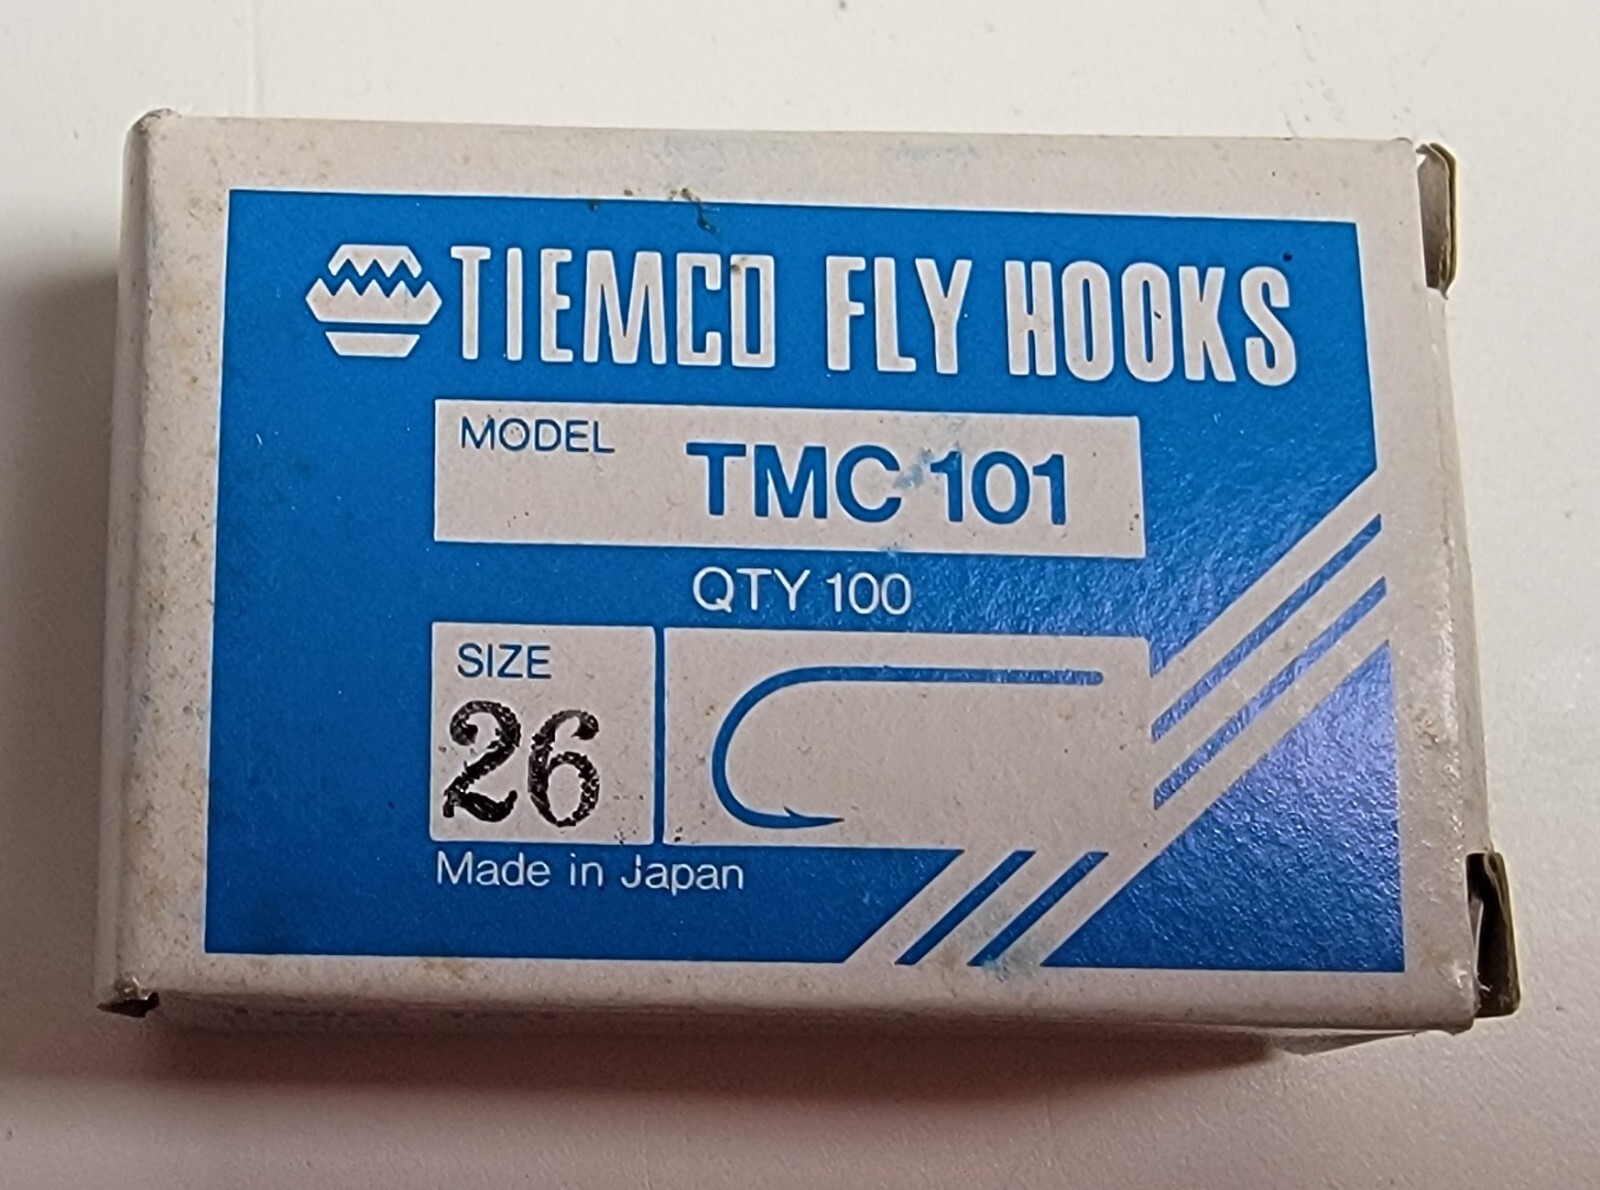 TIEMCO FLY HOOKS
MODEL TMC 101
QTY 100
SIZE
26
Made in Japan